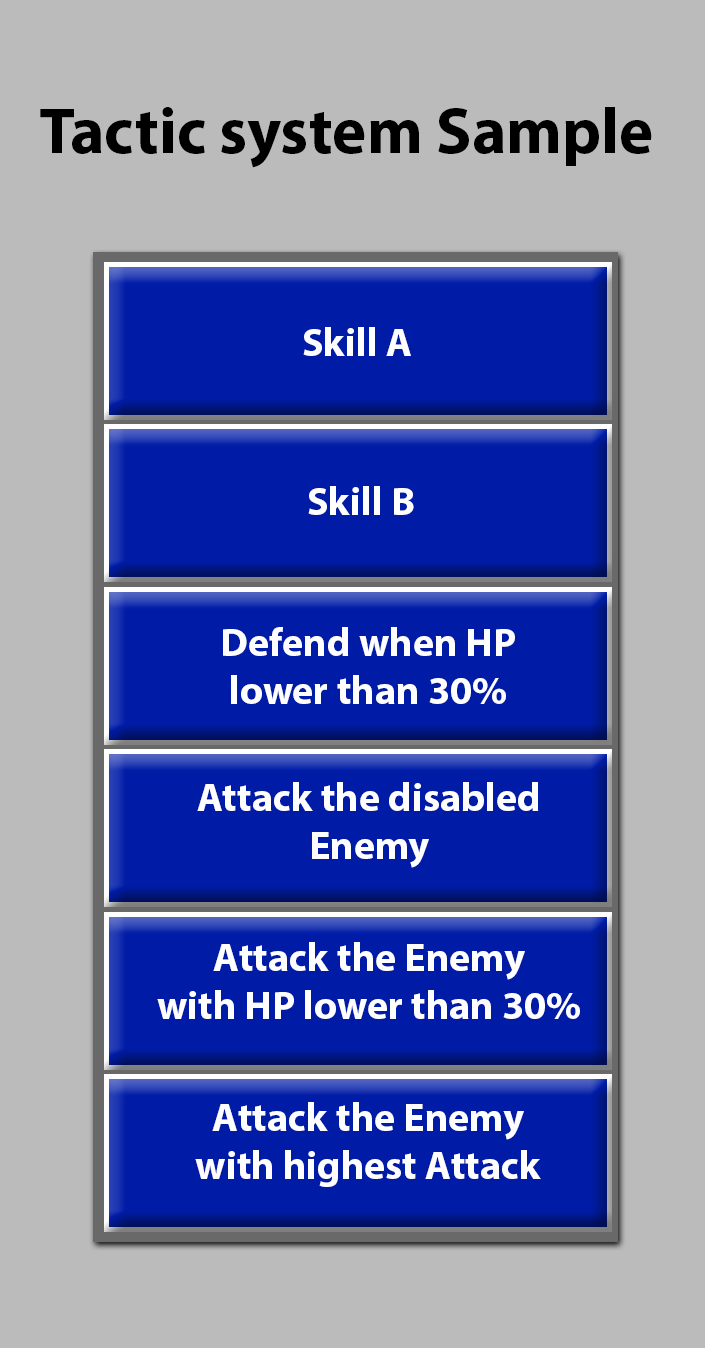 Tactic system Sample
Skill A
Skill B
Defend when HP
lower than 30%
Attack the disabled
Enemy
Attack the Enemy
with HP lower than 30%
Attack the Enemy
with highest Attack